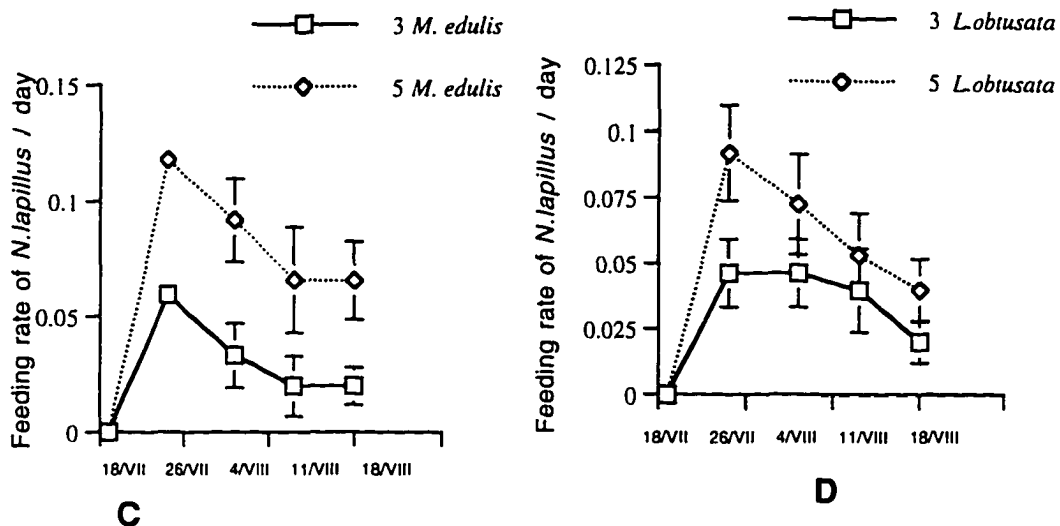 3 M. edulis
5 M. edulis
Feeding rate of N.lapillus / day
0.15
0.1
0.05
0
18/VII 26/VII 4/VIII 11/VIII 18/VIII
C
3 L.obtusata
5 L.obtusata
Feeding rate of N.lapillus / day
0.125
0.1
0.075
0.05
0.025
0
18/VII 26/VII 4/VIII 11/VIII 18/VIII
D